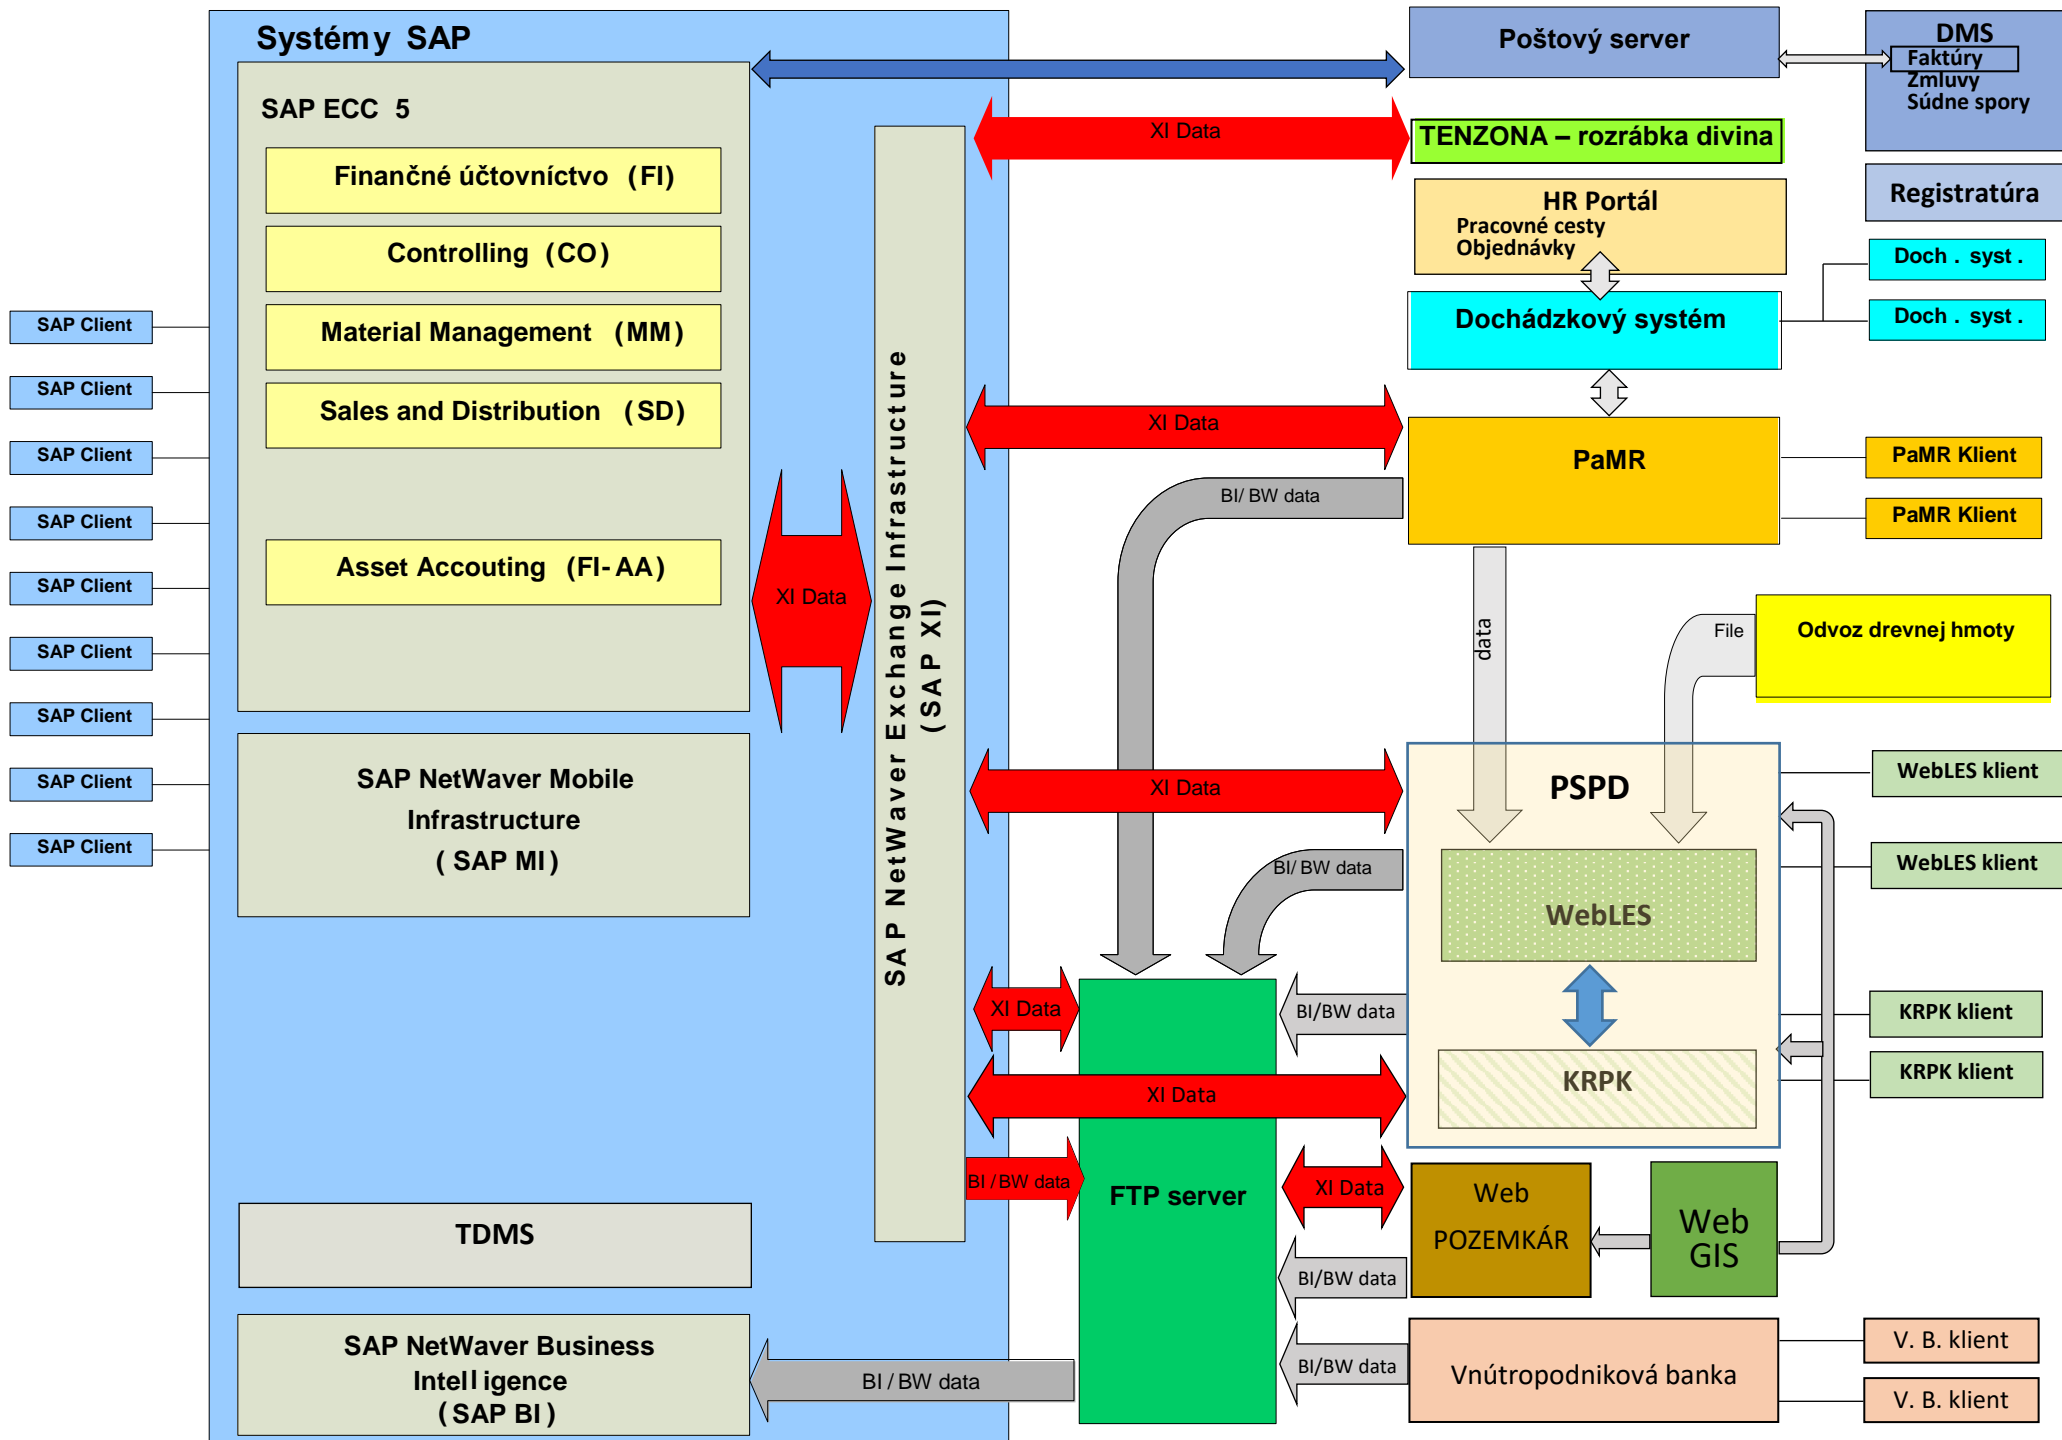 Systémy SAP
SAP ECC 5
Finančné účtovníctvo (FI)
Controlling (CO)
Material Management (MM)
Sales and Distribution (SD)
Asset Accouting (FI-AA)
SAP NetWaver Mobile
Infrastructure
( SAP MI )
TDMS
SAP NetWaver Business
Intelligence
( SAP BI )
SAP Client
SAP Client
SAP Client
SAP Client
SAP Client
SAP Client
SAP Client
SAP Client
SAP Client
XI Data
SAP NetWaver Exchange Infrastructure
(SAP XI)
XI Data
XI Data
BI/ BW data
XI Data
BI/ BW data
XI Data
BI/BW data
XI Data
BI / BW data
FTP server
XI Data
BI/BW data
BI/BW data
BI / BW data
Poštový server
DMS
Faktúry
Zmluvy
Súdne spory
TENZONA – rozrábka divina
Registratúra
HR Portál
Pracovné cesty
Objednávky
Doch . syst .
Doch . syst .
Dochádzkový systém
PaMR
PaMR Klient
PaMR Klient
data
File
Odvoz drevnej hmoty
PSPD
WebLES
KRPK
WebLES klient
WebLES klient
KRPK klient
KRPK klient
Web
POZEMKÁR
Web
GIS
Vnútropodniková banka
V. B. klient
V. B. klient